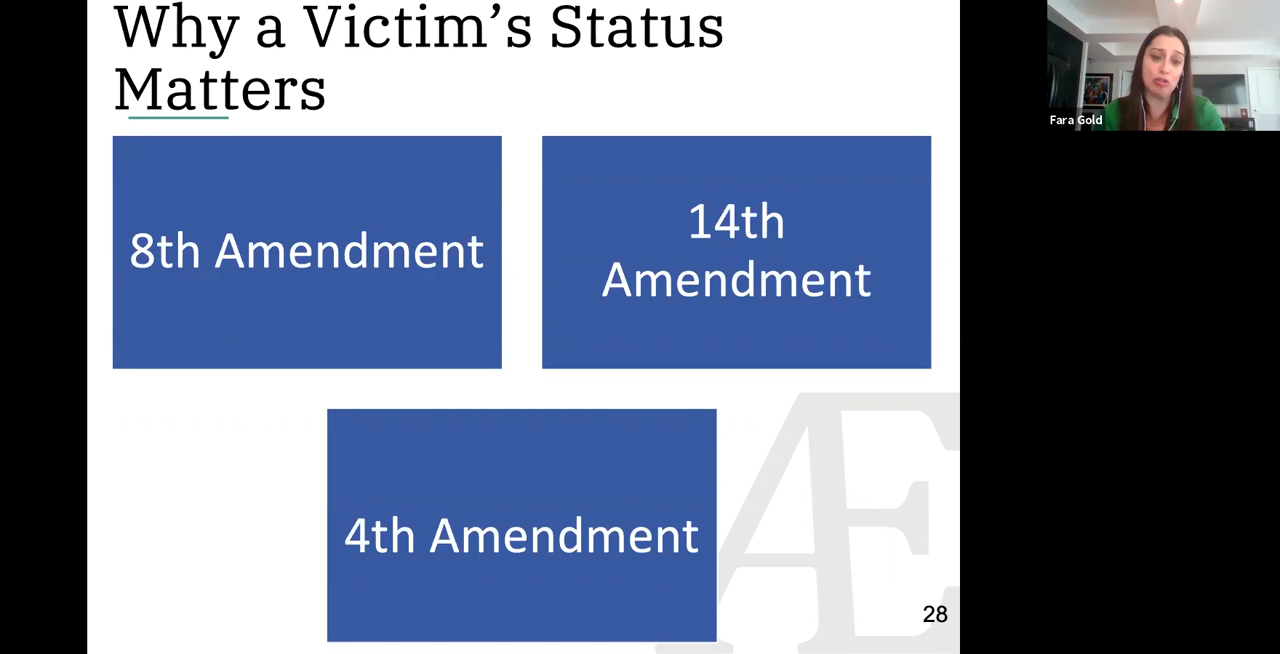 Why a Victim’s Status
Matters
8th Amendment
14th
Amendment
4th Amendment
Æ
28
Fara Gold